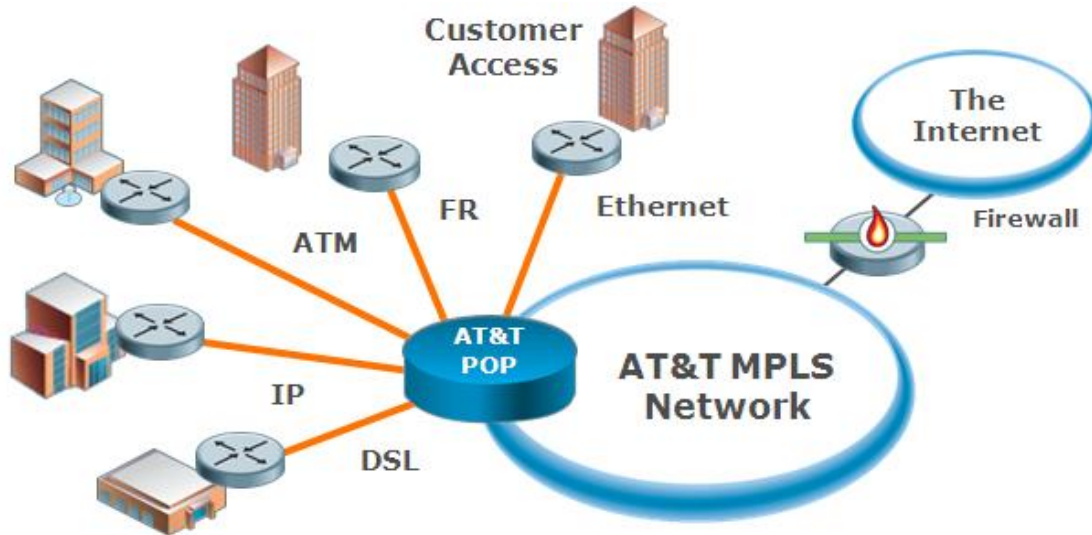 Customer
Access
The
Internet
FR
Ethernet
Firewall
ATM
AT&T
POP
AT&T MPLS
Network
IP
DSL